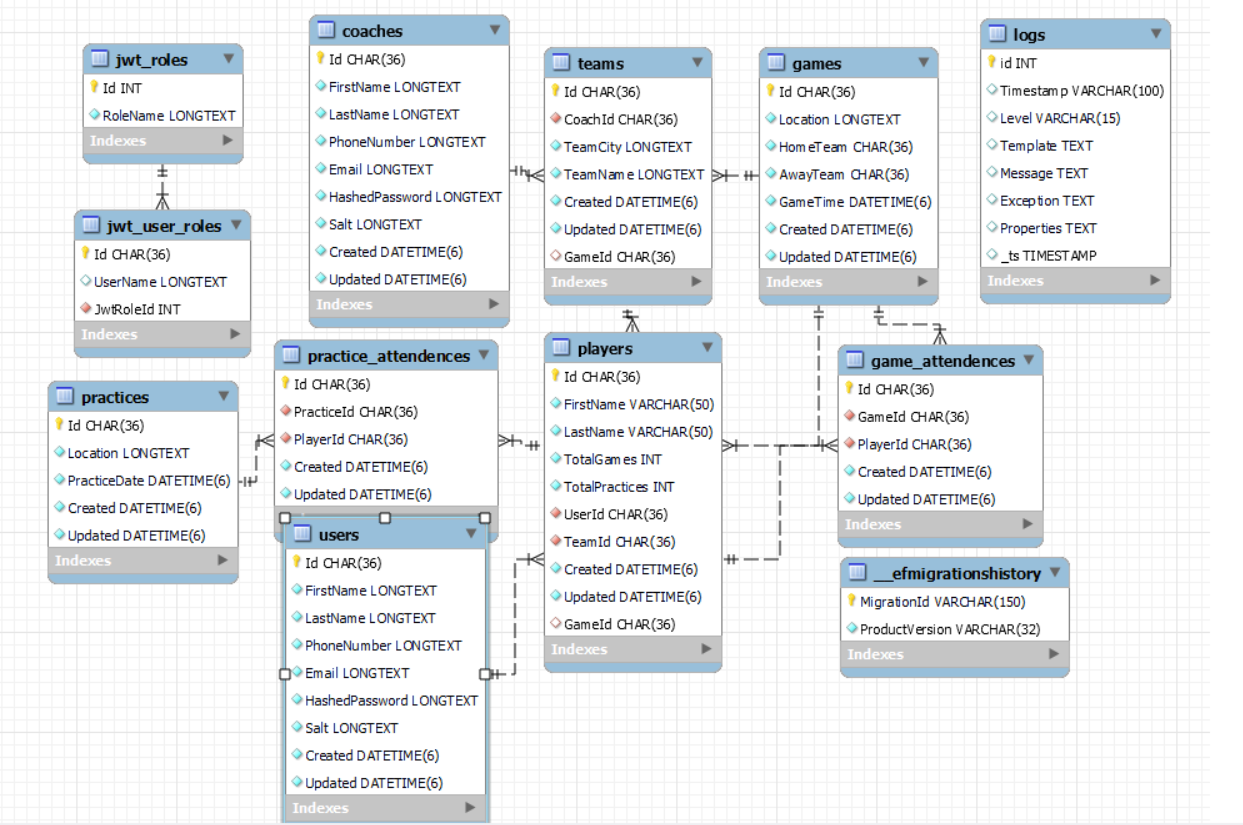 jwt_roles
Id INT
RoleName LONGTEXT
Indexes
jwt_user_roles
Id CHAR(36)
UserName LONGTEXT
JwtRoleId INT
Indexes
practices
Id CHAR(36)
Location LONGTEXT
PracticeDate DATETIME(6)
Created DATETIME(6)
Updated DATETIME(6)
Indexes
coaches
Id CHAR(36)
FirstName LONGTEXT
LastName LONGTEXT
PhoneNumber LONGTEXT
Email LONGTEXT
HashedPassword LONGTEXT
Salt LONGTEXT
Created DATETIME(6)
Updated DATETIME(6)
Indexes
practice_attendences
Id CHAR(36)
PracticeId CHAR(36)
PlayerId CHAR(36)
Created DATETIME(6)
Updated DATETIME(6)
users
Id CHAR(36)
FirstName LONGTEXT
LastName LONGTEXT
PhoneNumber LONGTEXT
Email LONGTEXT
HashedPassword LONGTEXT
Salt LONGTEXT
Created DATETIME(6)
Updated DATETIME(6)
Indexes
teams
Id CHAR(36)
CoachId CHAR(36)
TeamCity LONGTEXT
TeamName LONGTEXT
Created DATETIME(6)
Updated DATETIME(6)
GameId CHAR(36)
Indexes
players
Id CHAR(36)
FirstName VARCHAR(50)
LastName VARCHAR(50)
TotalGames INT
TotalPractices INT
UserId CHAR(36)
TeamId CHAR(36)
Created DATETIME(6)
Updated DATETIME(6)
GameId CHAR(36)
Indexes
games
Id CHAR(36)
Location LONGTEXT
HomeTeam CHAR(36)
AwayTeam CHAR(36)
GameTime DATETIME(6)
Created DATETIME(6)
Updated DATETIME(6)
Indexes
game_attendences
Id CHAR(36)
GameId CHAR(36)
PlayerId CHAR(36)
Created DATETIME(6)
Updated DATETIME(6)
Indexes
logs
id INT
Timestamp VARCHAR(100)
Level VARCHAR(15)
Template TEXT
Message TEXT
Exception TEXT
Properties TEXT
_ts TIMESTAMP
Indexes
__efmigrationshistory
MigrationId VARCHAR(150)
ProductVersion VARCHAR(32)
Indexes